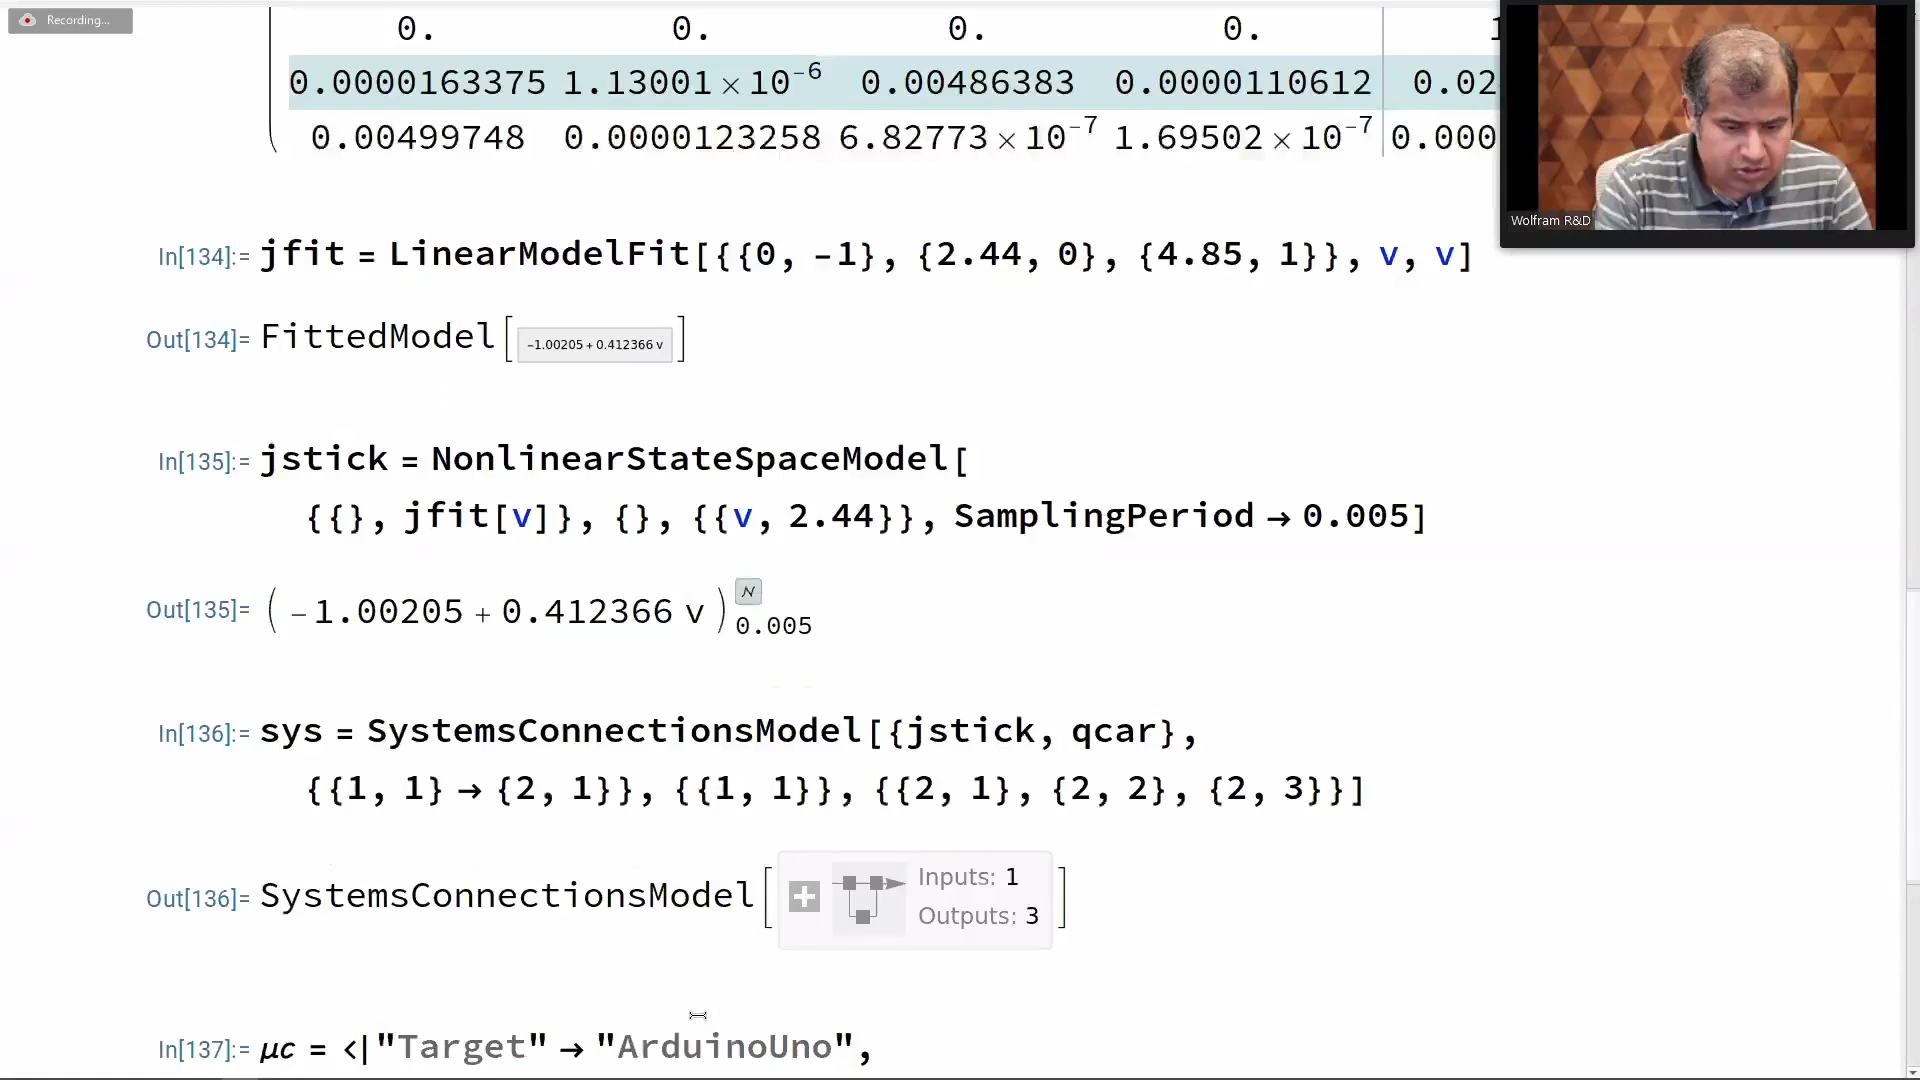 Recording...
0. 0. 0. 0. 1
0.0000163375 1.13001×10⁻⁶ 0.00486383 0.0000110612 0.02
0.00499748 0.0000123258 6.82773×10⁻⁷ 1.69502×10⁻⁷ 0.000
Wolfram R&D
In[134]:= jfit = LinearModelFit[{{0, -1}, {2.44, 0}, {4.85, 1}}, v, v]
Out[134]= FittedModel[-1.00205 + 0.412366 v]
In[135]:= jstick = NonlinearStateSpaceModel[
{{}, jfit[v]}, {}, {{v, 2.44}}, SamplingPeriod → 0.005]
Out[135]= (-1.00205 + 0.412366 v) N 0.005
In[136]:= sys = SystemsConnectionsModel[{jstick, qcar},
{{1, 1} → {2, 1}}, {{1, 1}}, {{2, 1}, {2, 2}, {2, 3}}]
Out[136]= SystemsConnectionsModel[
Inputs: 1
Outputs: 3
]
In[137]:= μc = <|"Target" → "ArduinoUno",